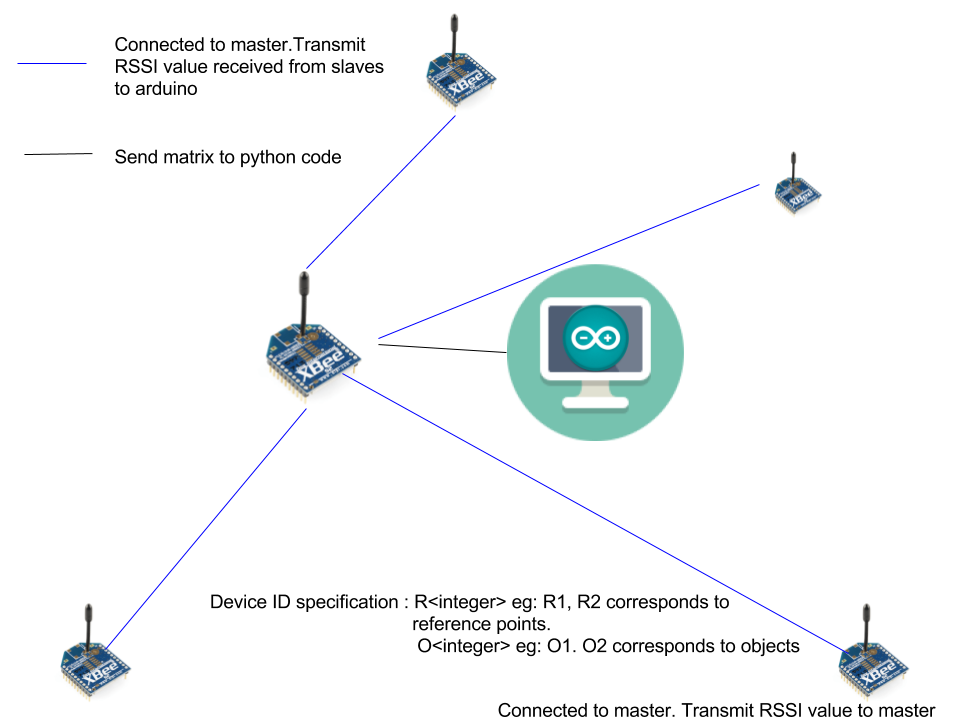 Connected to master.Transmit
RSSI value received from slaves
to arduino
Send matrix to python code
XBee
XBee
XBee
Device ID specification : R<integer> eg: R1, R2 corresponds to
reference points.
O<integer> eg: O1. O2 corresponds to objects
XBee
XBee
Connected to master. Transmit RSSI value to master